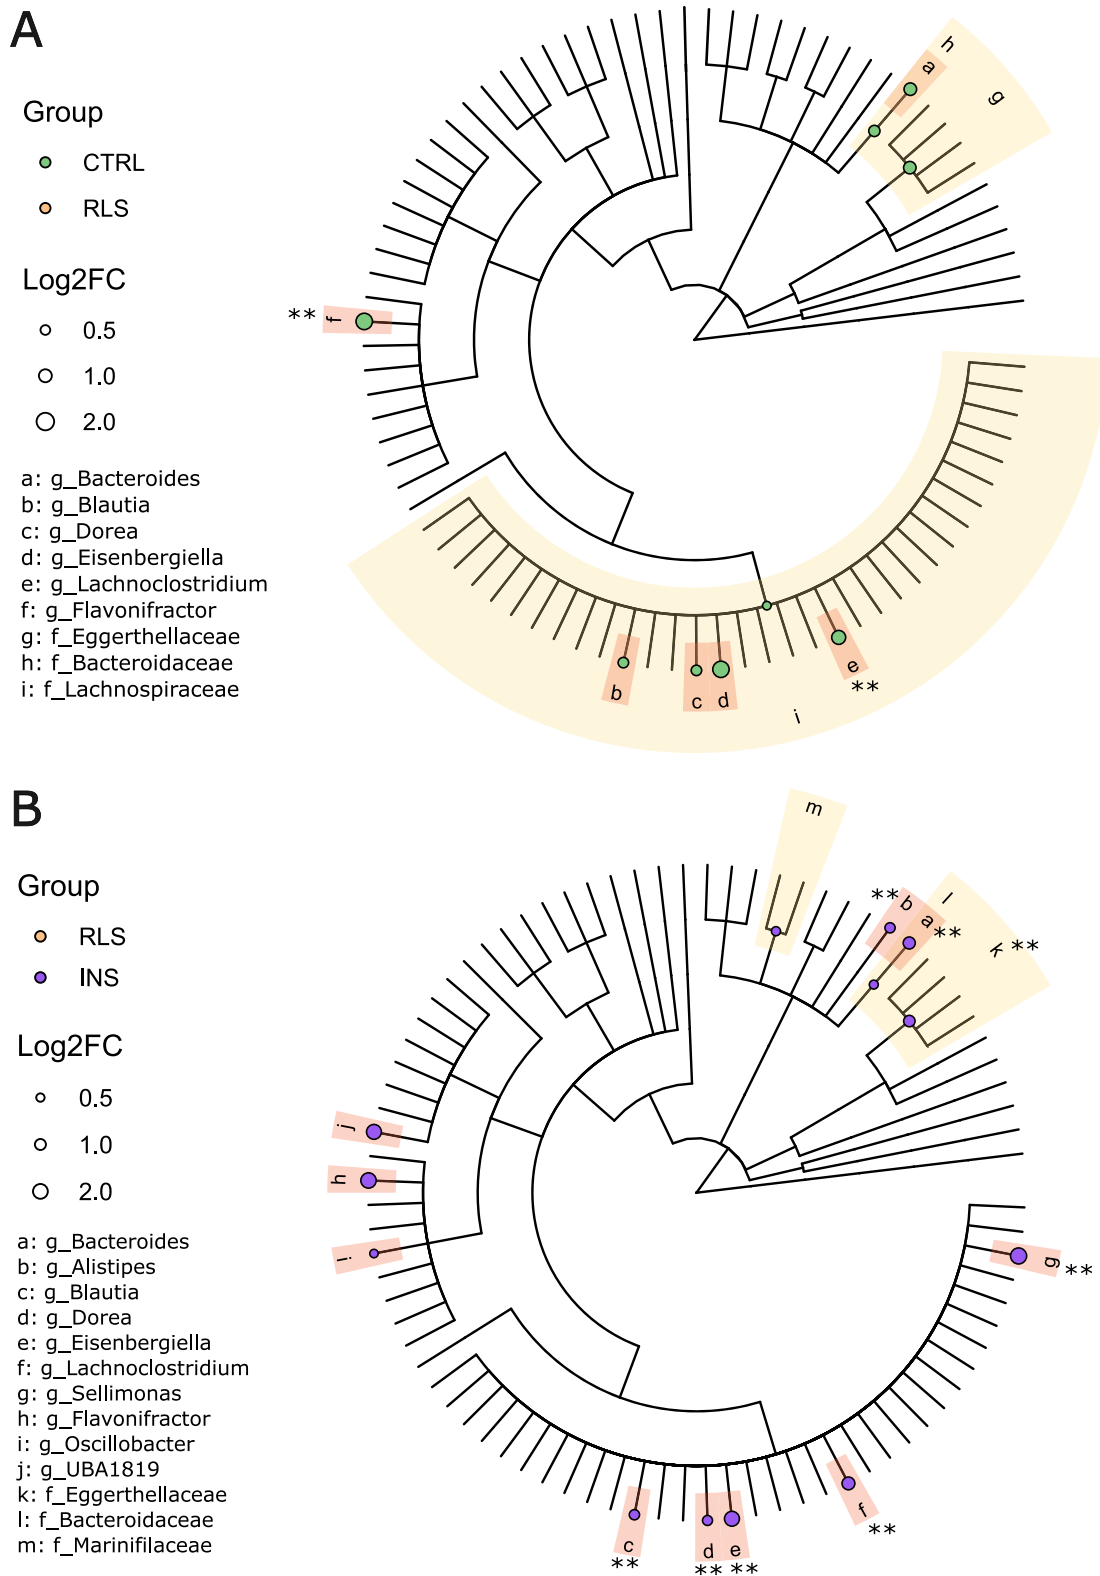 A
Group
CTRL
RLS
Log2FC
0.5
1.0
2.0
a: g_Bacteroides
b: g_Blautia
c: g_Dorea
d: g_Eisenbergiella
e: g_Lachnoclostridium
f: g_Flavonifractor
g: f_Eggerthellaceae
h: f_Bacteroidaceae
i: f_Lachnospiraceae
h
a
g
** f
b
c
d
e
**
i
B
Group
RLS
INS
Log2FC
0.5
1.0
2.0
a: g_Bacteroides
b: g_Alistipes
c: g_Blautia
d: g_Dorea
e: g_Eisenbergiella
f: g_Lachnoclostridium
g: g_Sellimonas
h: g_Flavonifractor
i: g_Oscillobacter
j: g_UBA1819
k: f_Eggerthellaceae
l: f_Bacteroidaceae
m: f_Marinifilaceae
m
** b
l
a **
k **
j
h
i
g **
f
**
c
**
d
**
e
**